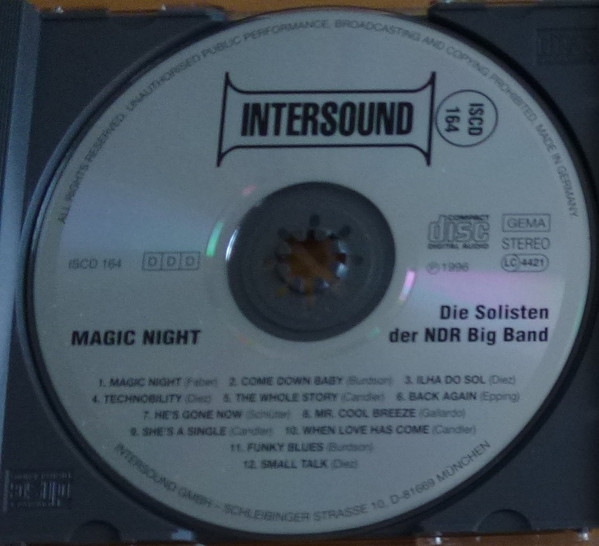 ALL RIGHTS RESERVED. UNAUTHORISED PUBLIC PERFORMANCE, BROADCASTING AND COPYING PROHIBITED. MADE IN GERMANY
INTERSOUND
ISCD
164
COMPACT
disc
DIGITAL AUDIO
GEMA
STEREO
LC 4421
ISCD 164
DDD
℗ 1996
MAGIC NIGHT
Die Solisten
der NDR Big Band
1. MAGIC NIGHT (Faber) 2. COME DOWN BABY (Burdson) 3. ILHA DO SOL (Diez)
4. TECHNOBILITY (Diez) 5. THE WHOLE STORY (Candler) 6. BACK AGAIN (Epping)
7. HE'S GONE NOW (Schlüter) 8. MR. COOL BREEZE (Gallardo)
9. SHE'S A SINGLE (Candler) 10. WHEN LOVE HAS COME (Candler)
11. FUNKY BLUES (Burdson)
12. SMALL TALK (Diez)
INTERSOUND GMBH – SCHLEIBINGER STRASSE 10, D-81669 MÜNCHEN